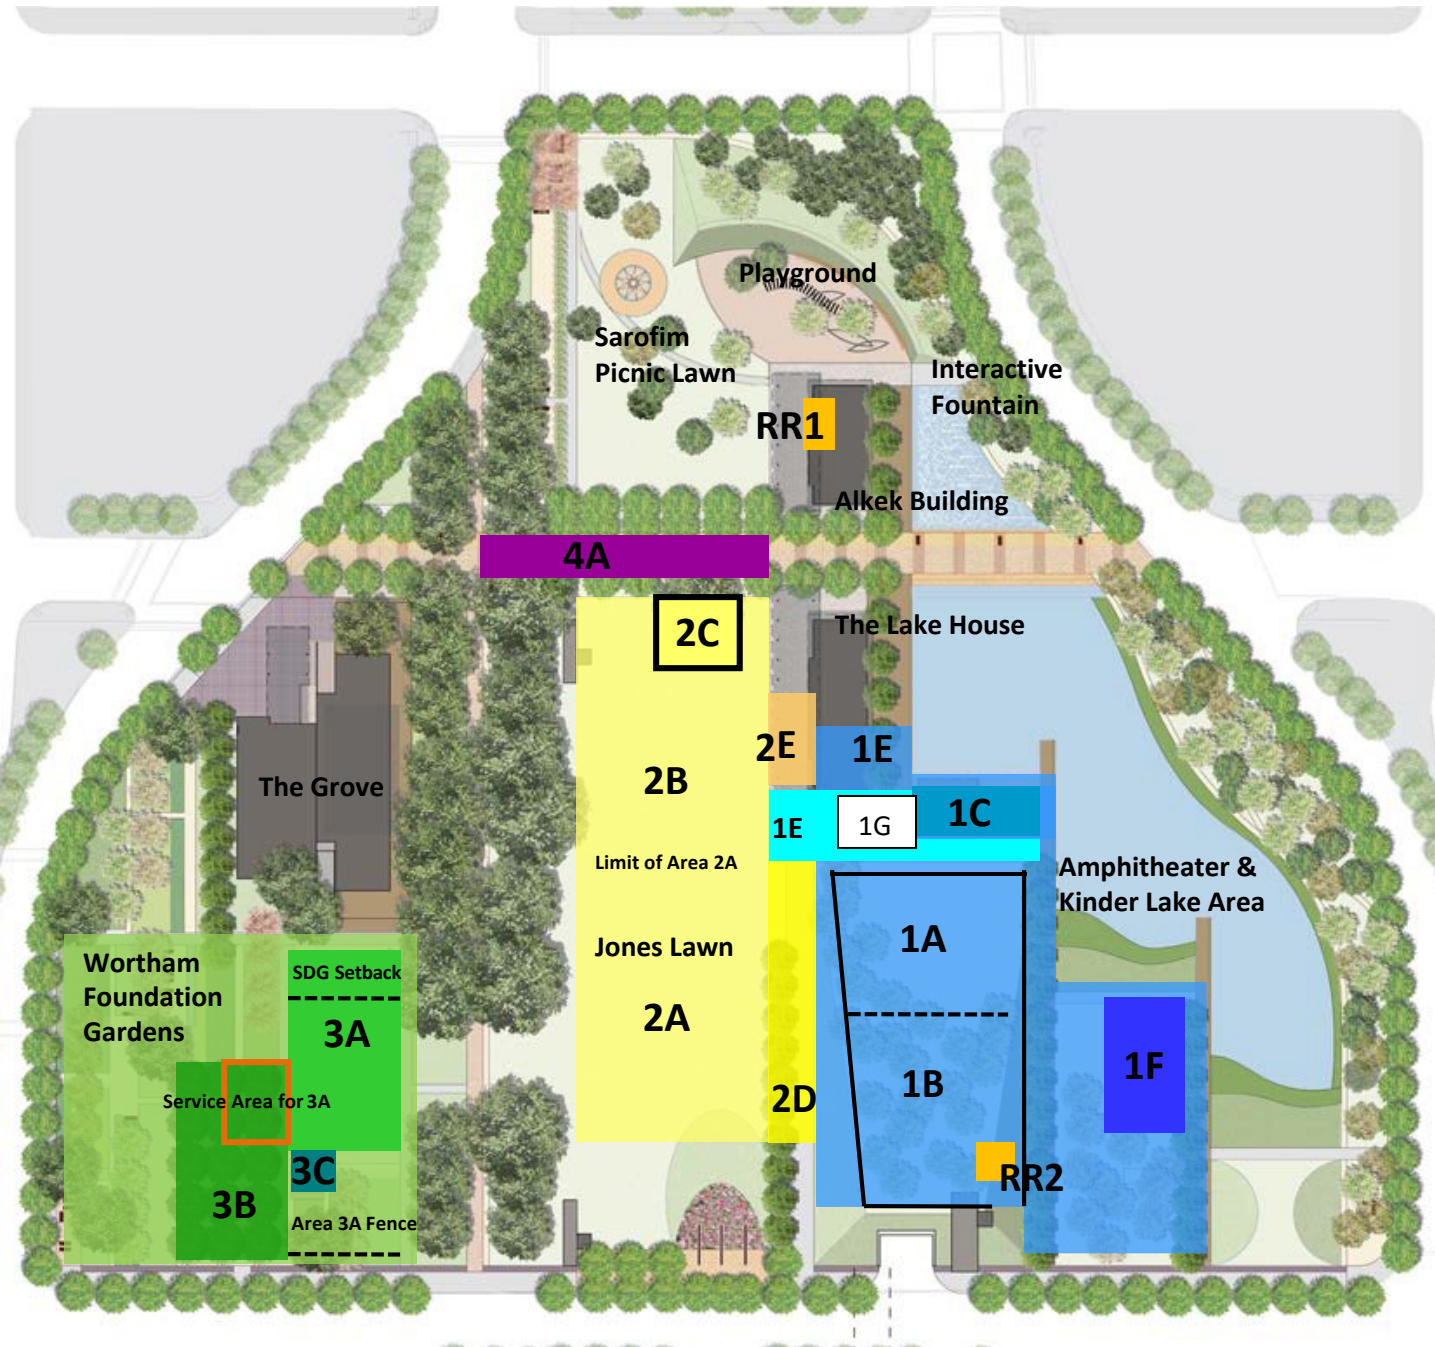 Playground
Sarofim
Picnic Lawn
Interactive
Fountain
RR1
Alkek Building
4A
2C
The Lake House
2E
1E
2B
The Grove
1E
1G
1C
Limit of Area 2A
Amphitheater &
Kinder Lake Area
Wortham
Foundation
Gardens
SDG Setback
3A
Jones Lawn
1A
2A
1F
1B
2D
Service Area for 3A
3C
RR2
3B
Area 3A Fence